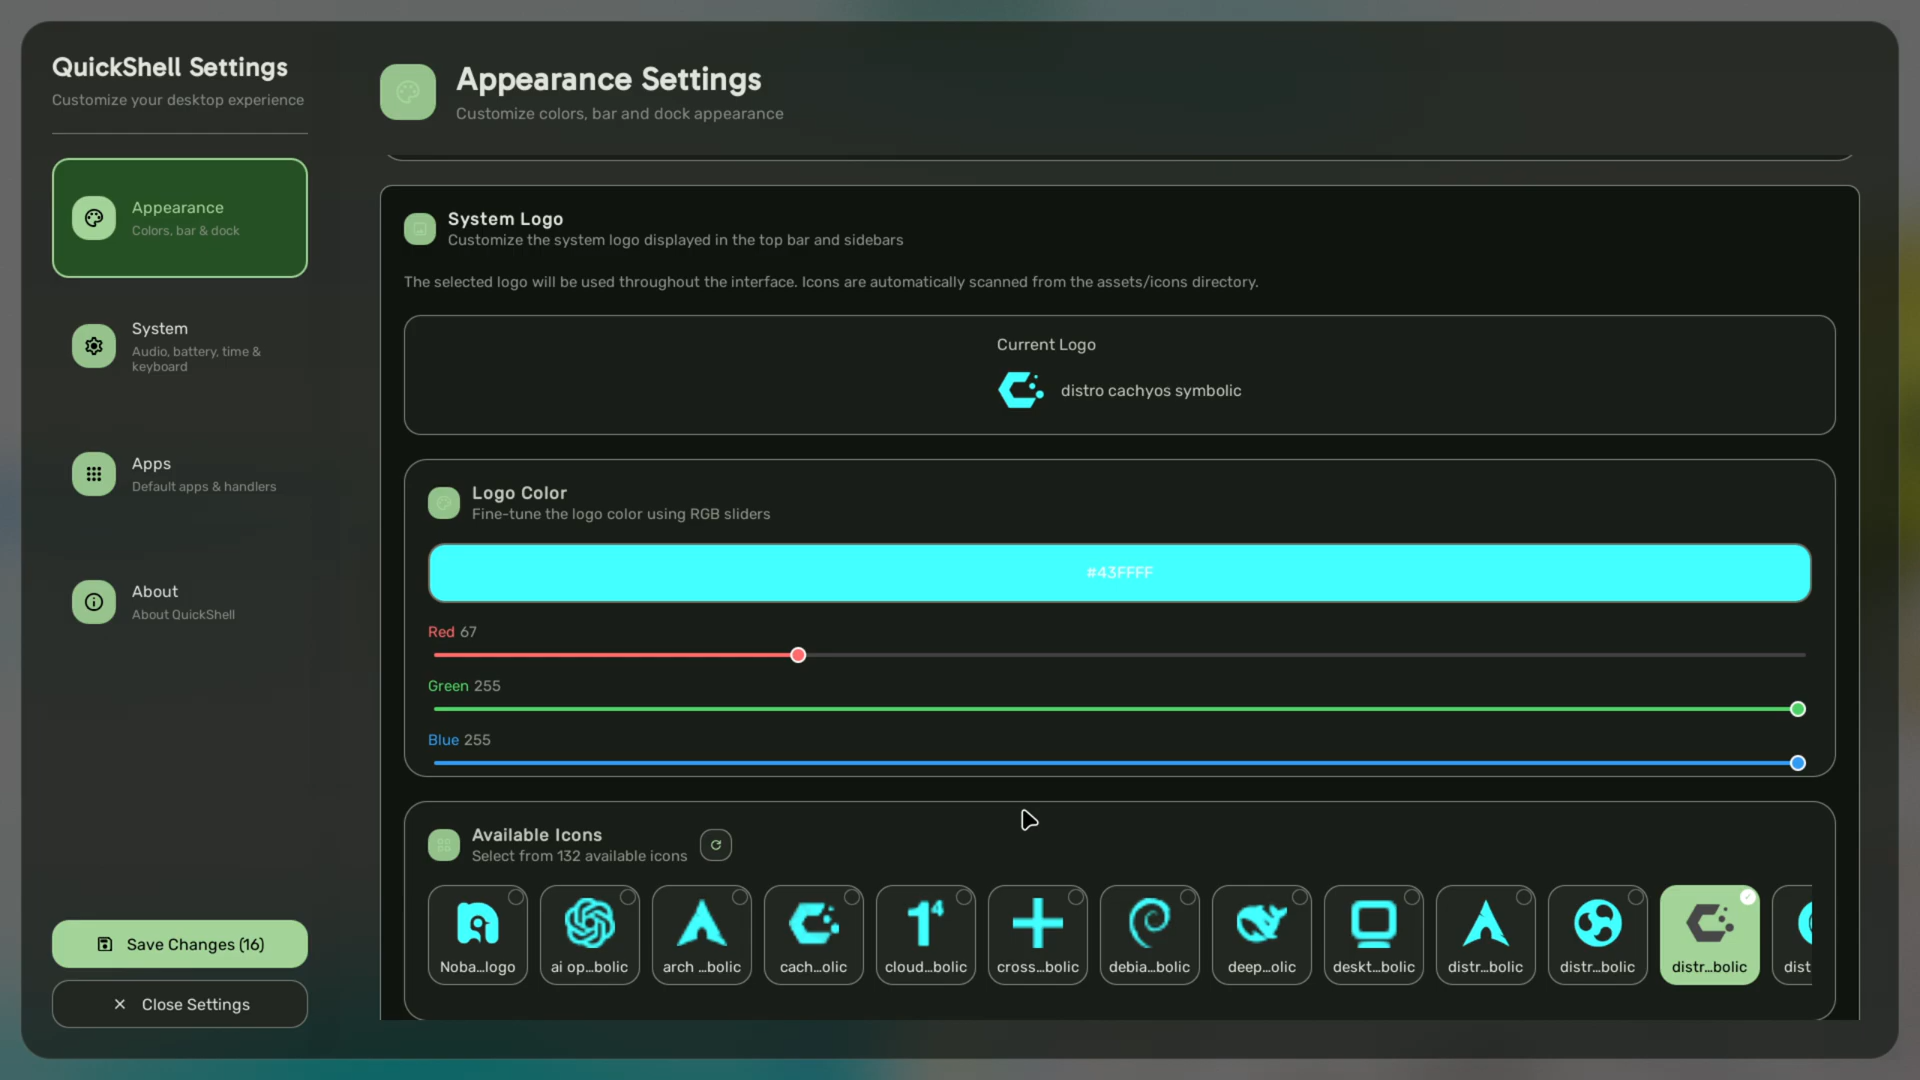 QuickShell Settings
Customize your desktop experience
Appearance
Colors, bar & dock
System
Audio, battery, time &
keyboard
Apps
Default apps & handlers
About
About QuickShell
Save Changes (16)
Close Settings
Appearance Settings
Customize colors, bar and dock appearance
System Logo
Customize the system logo displayed in the top bar and sidebars
The selected logo will be used throughout the interface. Icons are automatically scanned from the assets/icons directory.
Current Logo
distro cachyos symbolic
Logo Color
Fine-tune the logo color using RGB sliders
#43FFFF
Red 67
Green 255
Blue 255
Available Icons
Select from 132 available icons
Noba...logo
ai op...bolic
arch ...bolic
cach...olic
cloud...bolic
cross...bolic
debia...bolic
deep...olic
deskt...bolic
distr...bolic
distr...bolic
distr...bolic
dist